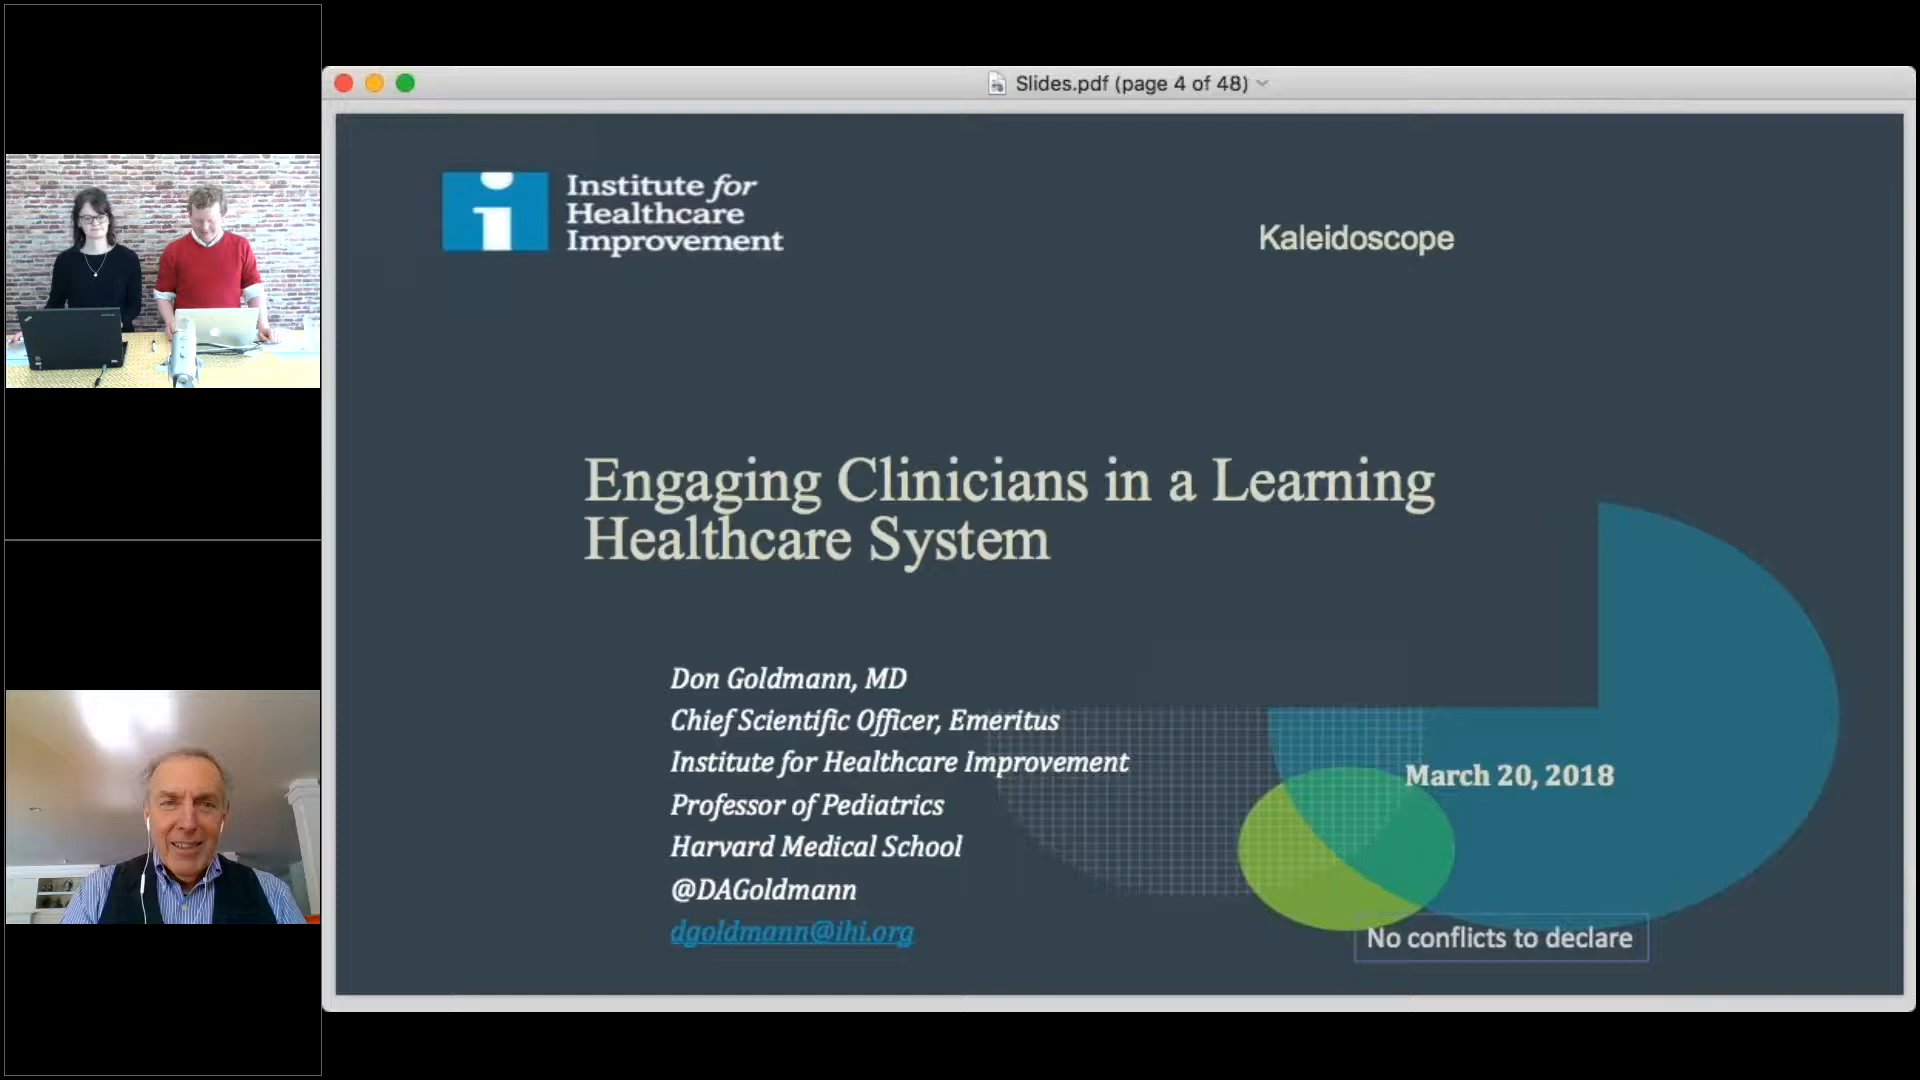 Slides.pdf (page 4 of 48)
Institute for
Healthcare
Improvement
Kaleidoscope
Engaging Clinicians in a Learning
Healthcare System
Don Goldmann, MD
Chief Scientific Officer, Emeritus
Institute for Healthcare Improvement
Professor of Pediatrics
Harvard Medical School
@DAGoldmann
dgoldmann@ihi.org
March 20, 2018
No conflicts to declare